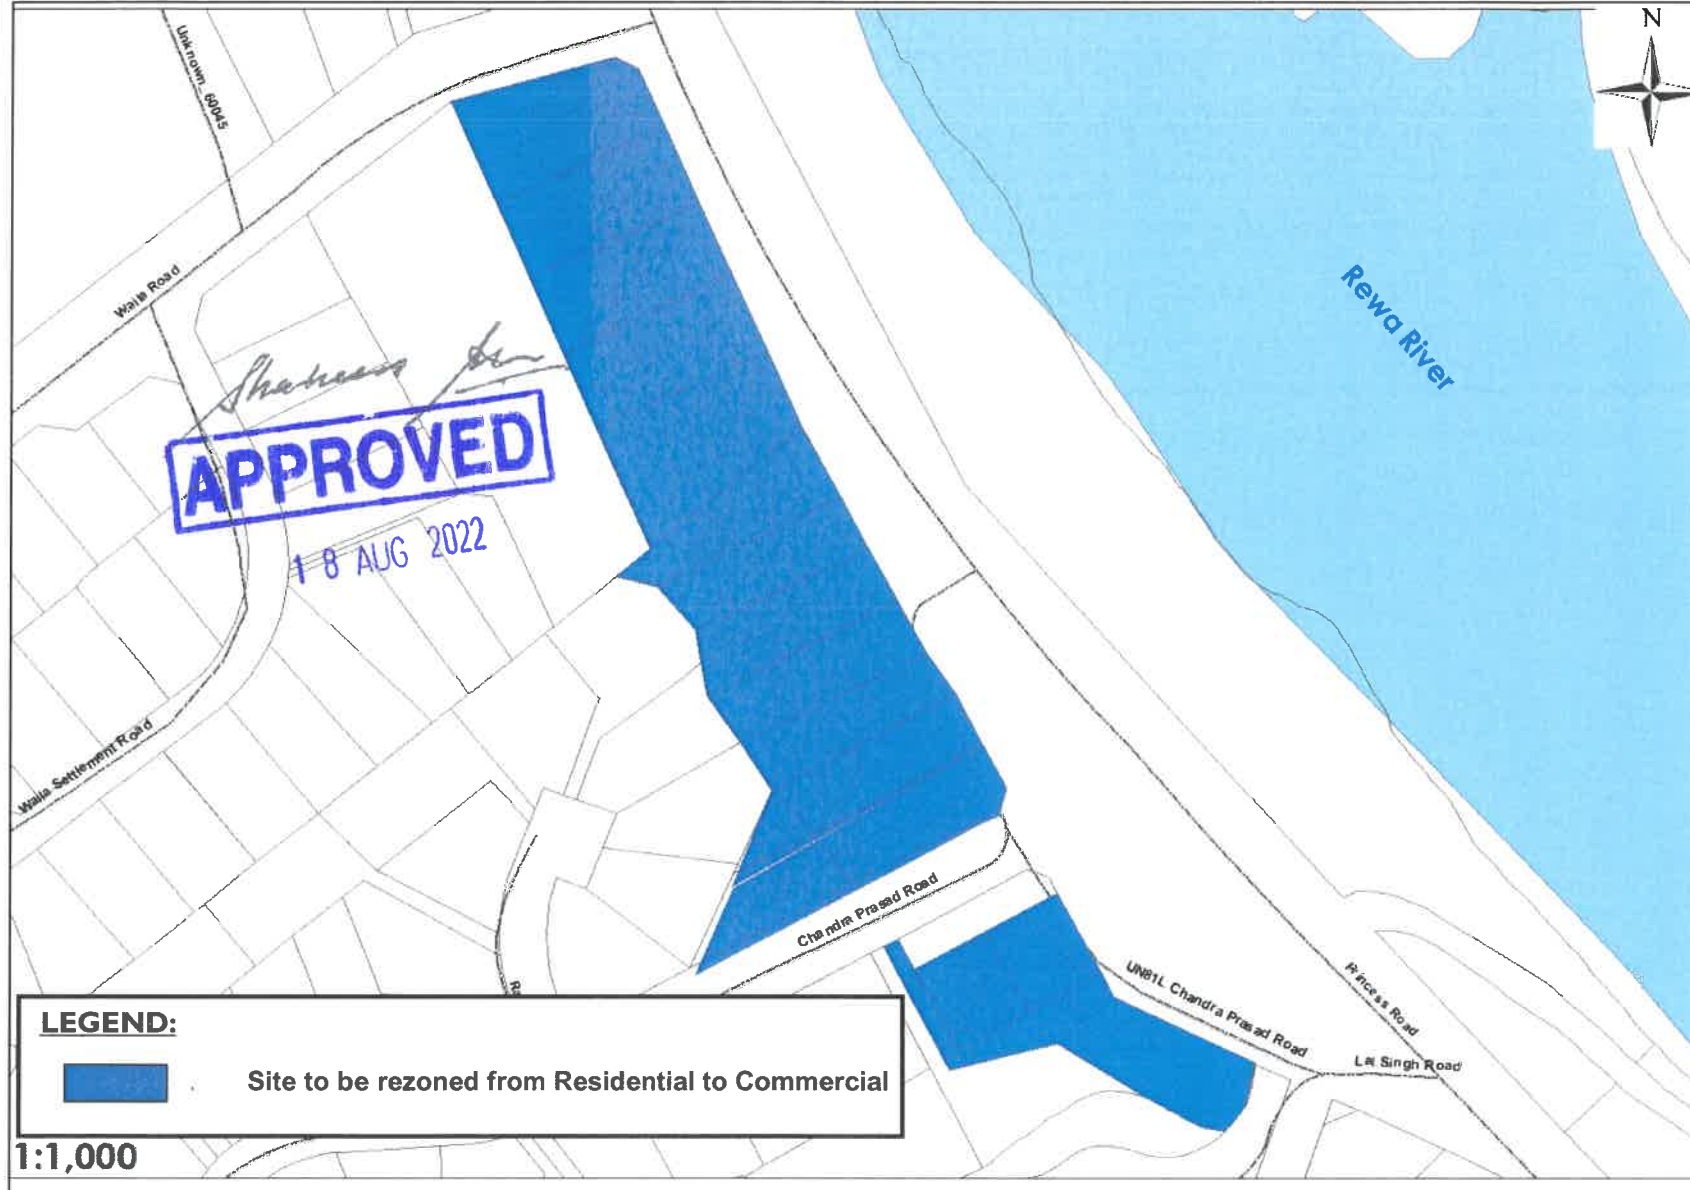 N
Unknown_60045
Waila Road
Rewa River
APPROVED
18 AUG 2022
Waila Settlement Road
Chandra Prasad Road
UN81L Chandra Prasad Road
Princess Road
Lal Singh Road
Ra
LEGEND:
Site to be rezoned from Residential to Commercial
1:1,000